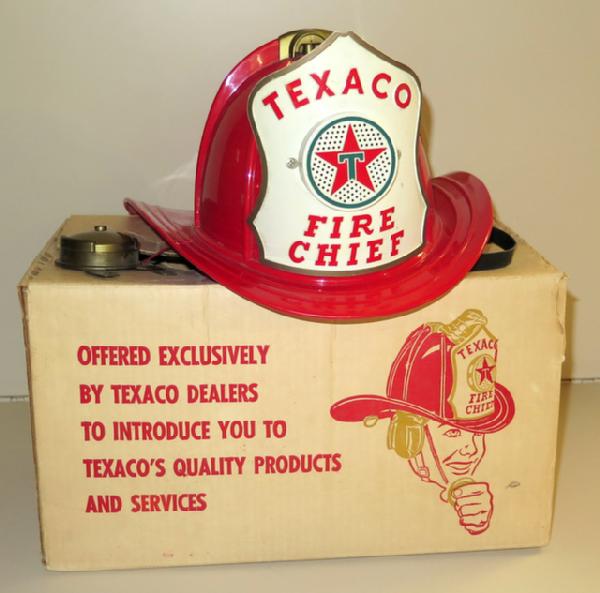 TEXACO
T
FIRE
CHIEF
OFFERED EXCLUSIVELY
BY TEXACO DEALERS
TO INTRODUCE YOU TO
TEXACO'S QUALITY PRODUCTS
AND SERVICES
TEXACO
T
FIRE
CHIEF